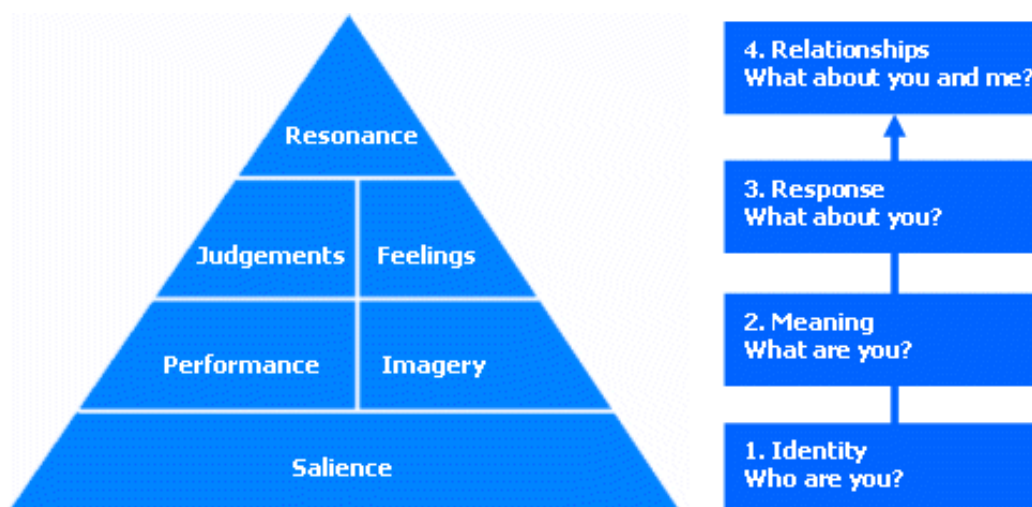 Resonance
Judgements
Feelings
Performance
Imagery
Salience
4. Relationships
What about you and me?
3. Response
What about you?
2. Meaning
What are you?
1. Identity
Who are you?